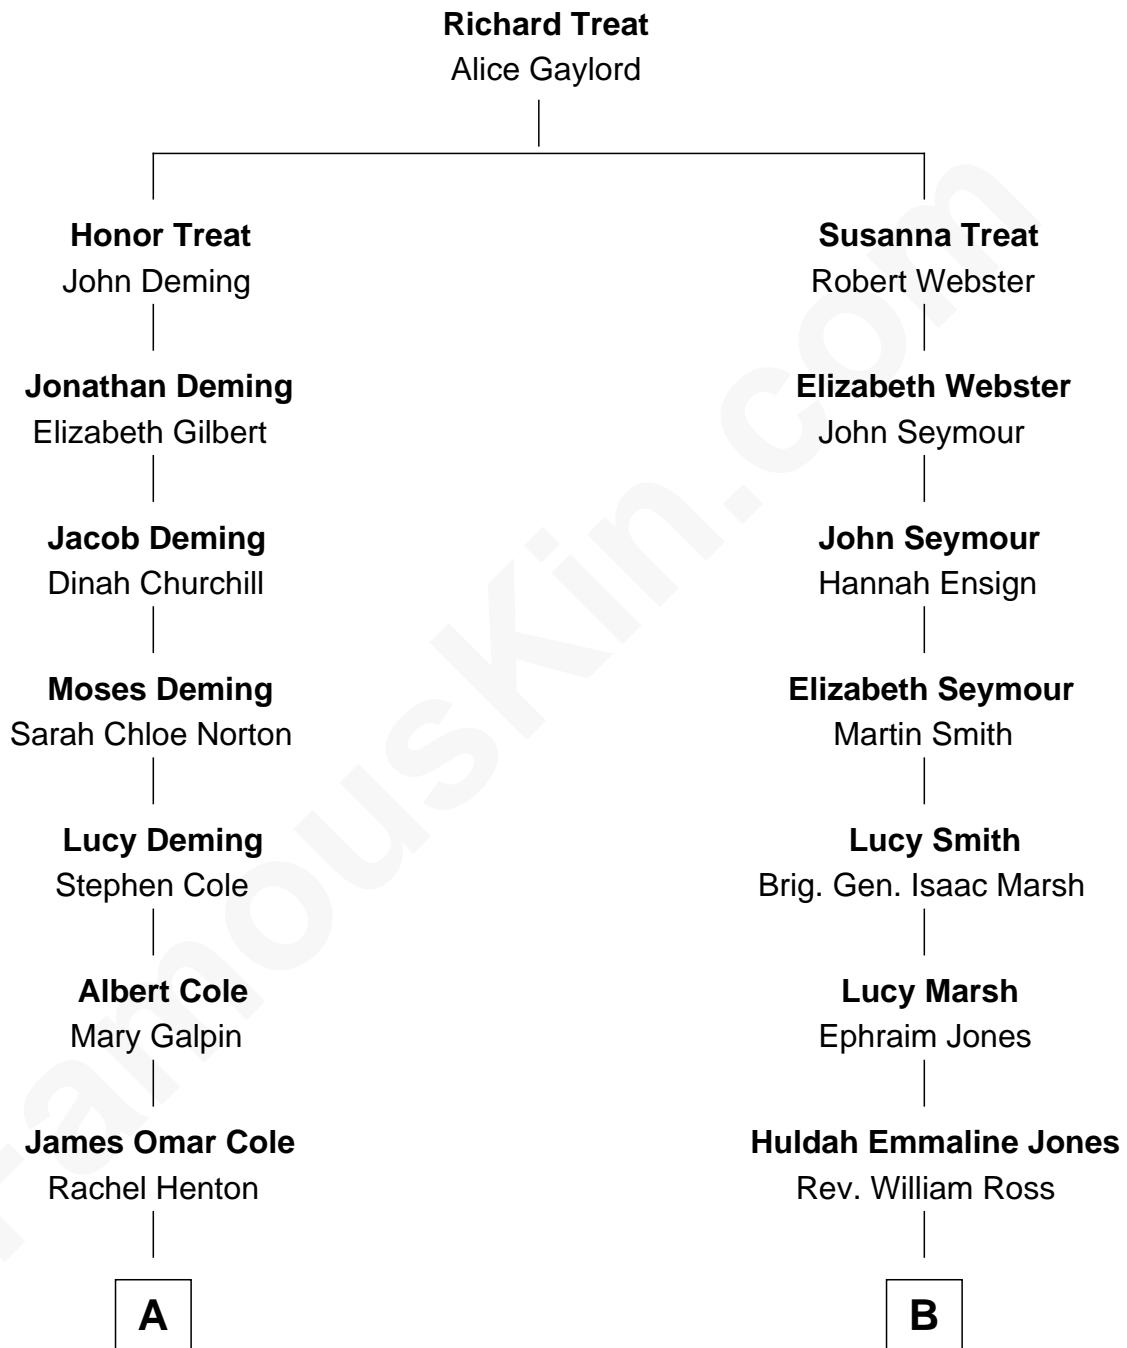 Richard Treat
Alice Gaylord
Honor Treat
John Deming
Jonathan Deming
Elizabeth Gilbert
Jacob Deming
Dinah Churchill
Moses Deming
Sarah Chloe Norton
Lucy Deming
Stephen Cole
Albert Cole
Mary Galpin
James Omar Cole
Rachel Henton
A
Susanna Treat
Robert Webster
Elizabeth Webster
John Seymour
John Seymour
Hannah Ensign
Elizabeth Seymour
Martin Smith
Lucy Smith
Brig. Gen. Isaac Marsh
Lucy Marsh
Ephraim Jones
Huldah Emmaline Jones
Rev. William Ross
B
FamousKin.com